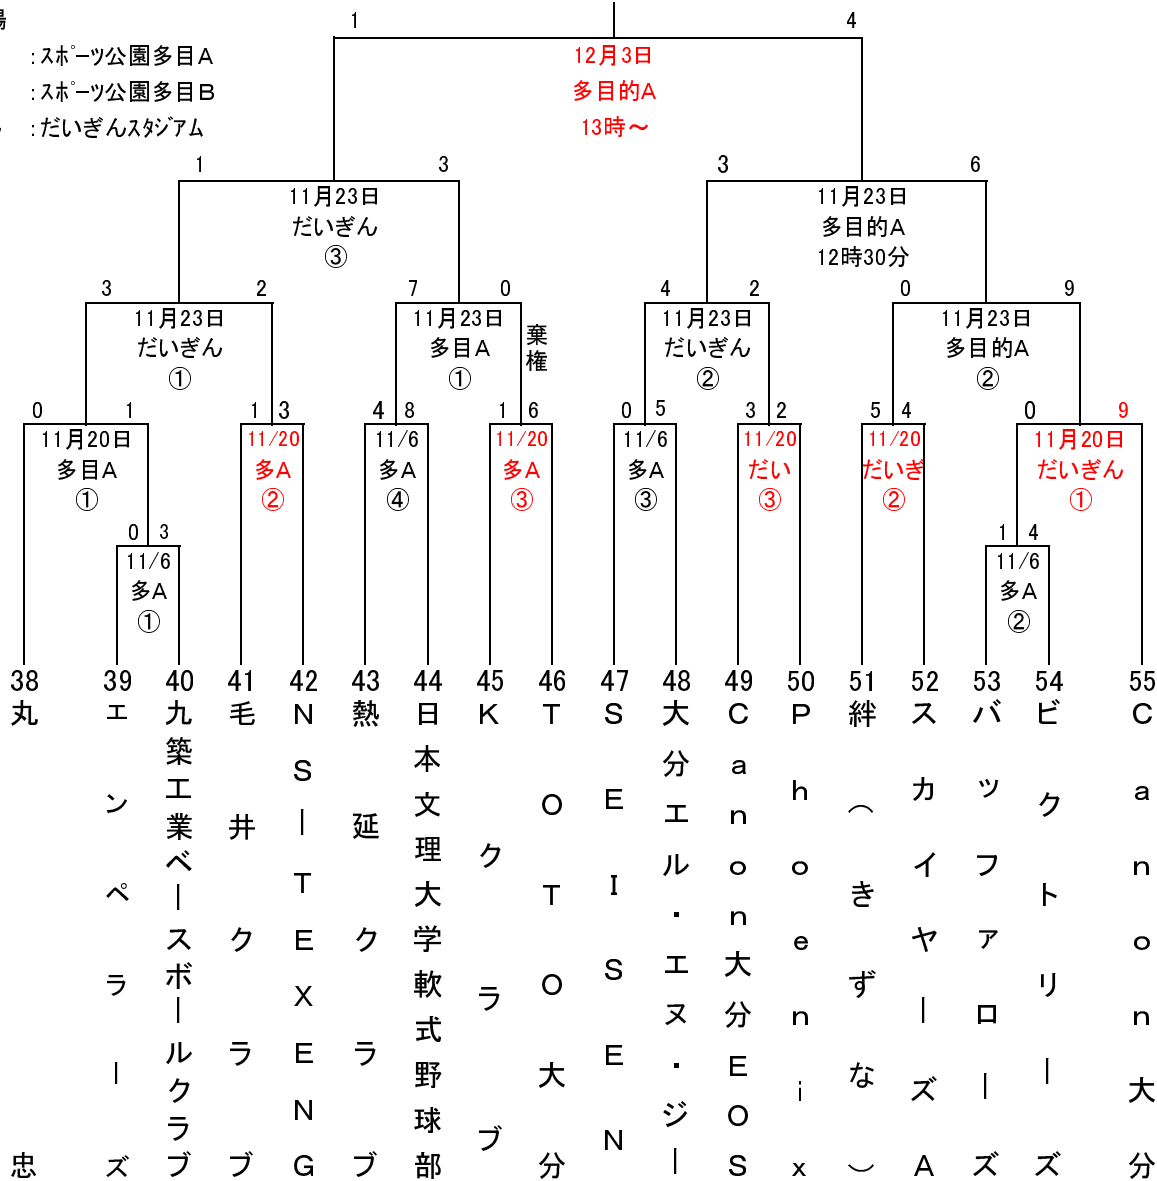 場
:スポーツ公園多目A
:スポーツ公園多目B
:だいぎんスタジアム
1 4
12月3日
多目的A
13時～
1 3 3 6
11月23日
だいぎん
③
11月23日
多目的A
12時30分
3 2 7 0 4 2 0 9
11月23日
だいぎん
①
11月23日
多目A
①
棄権
11月23日
だいぎん
②
11月23日
多目的A
②
0 1 1 3 4 8 1 6 0 5 3 2 5 4 0 9
11月20日
多目A
①
11/20
多A
②
11/6
多A
④
11/20
多A
③
11/6
多A
③
11/20
だい
③
11/20
だいぎ
②
11月20日
だいぎん
①
0 3
11/6
多A
①
1 4
11/6
多A
②
38 丸忠
39 エンペラーズ
40 九築工業ベースボールクラブ
41 毛井クラブ
42 NSーTEXENG
43 熱延クラブ
44 日本文理大学軟式野球部
45 Kクラブ
46 TOTO大分
47 SEISEN
48 大分エル・エヌ・ジー
49 Canon大分EOS
50 Phoenix
51 絆（きずな）
52 スカイヤーズA
53 バッファローズ
54 ビクトリーズ
55 Canon大分